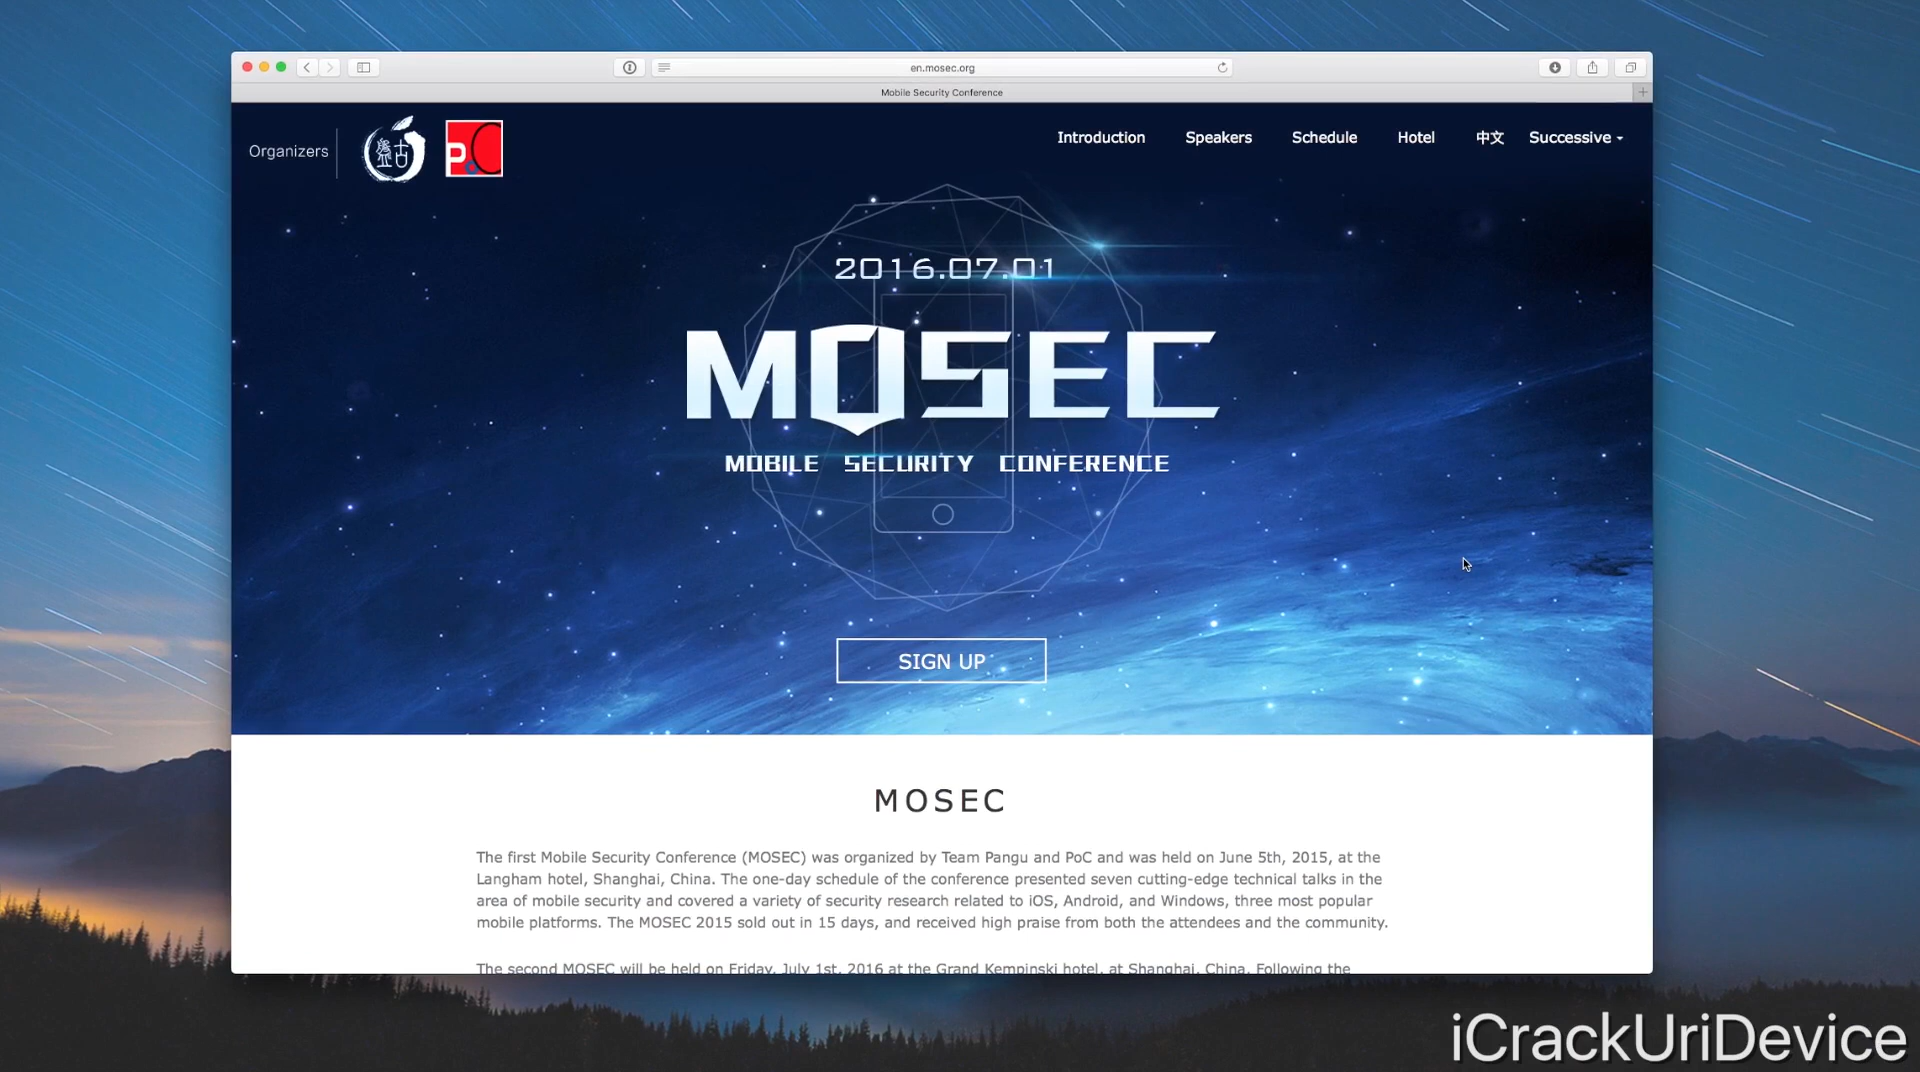 en.mosec.org
Mobile Security Conference
Organizers
盘古
PoC
Introduction
Speakers
Schedule
Hotel
中文
Successive
2016.07.01
MOSEC
MOBILE SECURITY CONFERENCE
SIGN UP
MOSEC
The first Mobile Security Conference (MOSEC) was organized by Team Pangu and PoC and was held on June 5th, 2015, at the
Langham hotel, Shanghai, China. The one-day schedule of the conference presented seven cutting-edge technical talks in the
area of mobile security and covered a variety of security research related to iOS, Android, and Windows, three most popular
mobile platforms. The MOSEC 2015 sold out in 15 days, and received high praise from both the attendees and the community.
The second MOSEC will be held on Friday, July 1st, 2016 at the Grand Kempinski hotel, at Shanghai, China. Following the
iCrackUriDevice